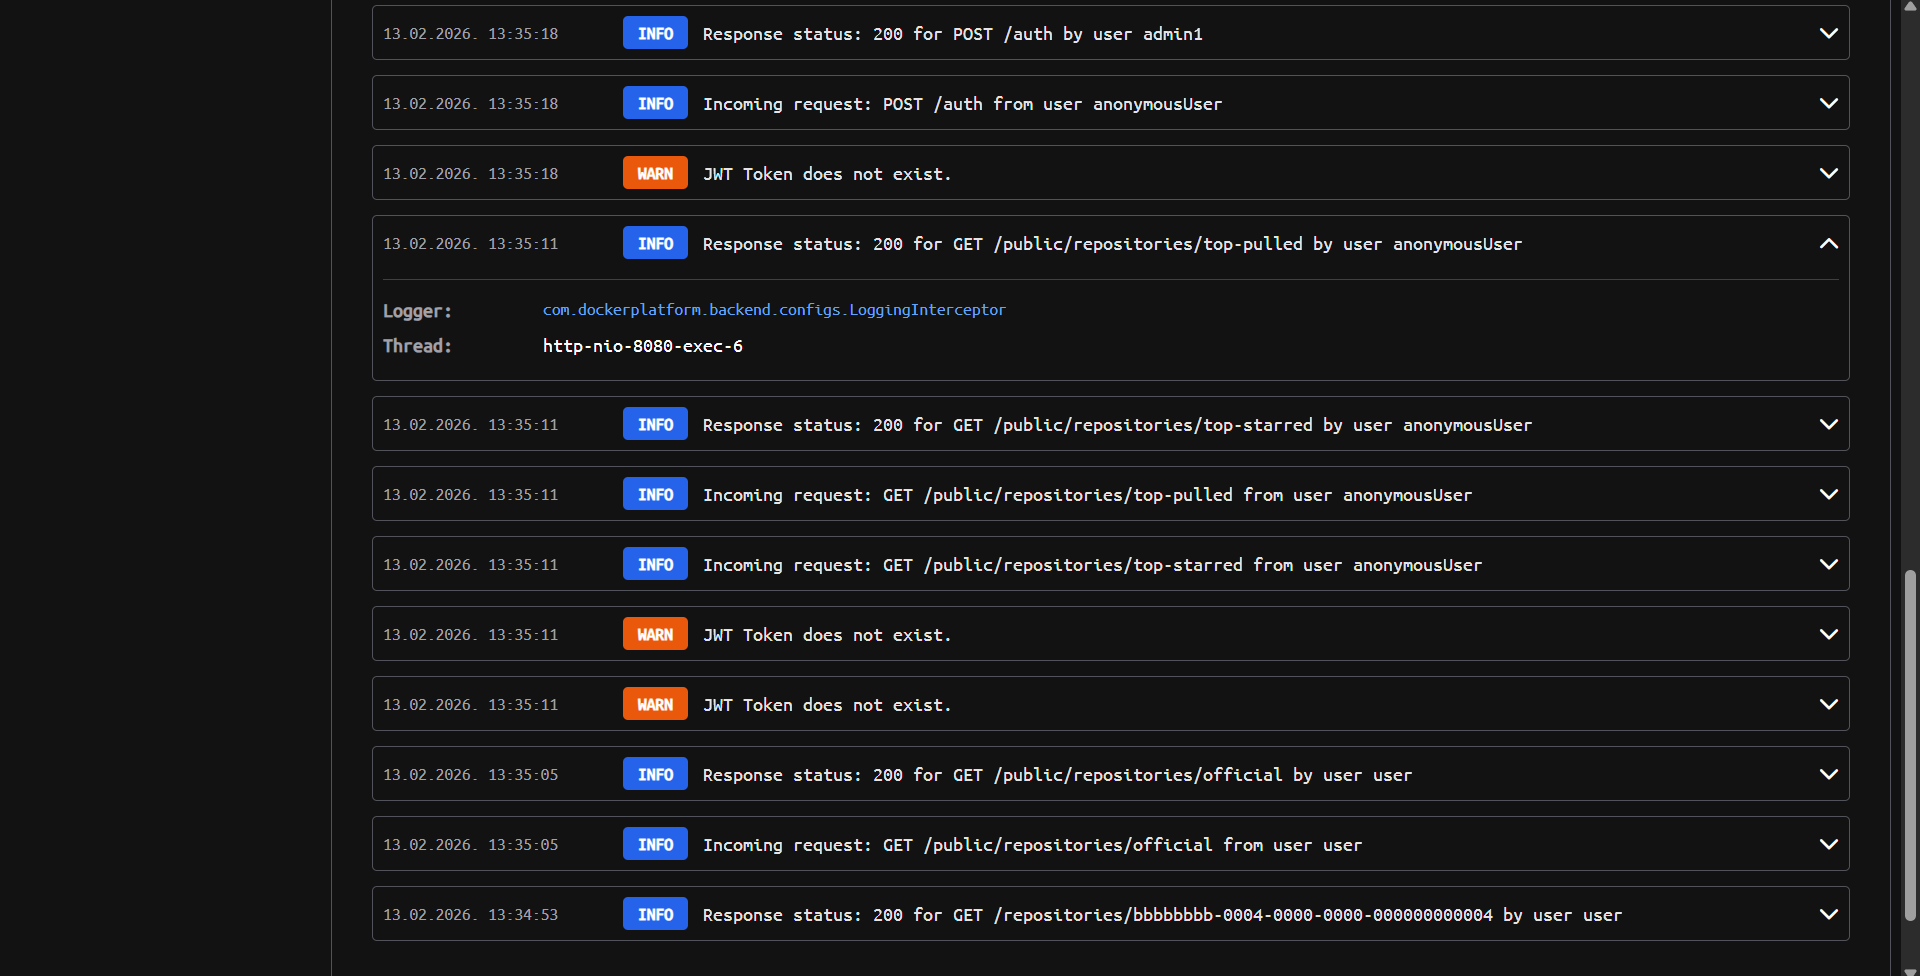 13.02.2026. 13:35:18 INFO Response status: 200 for POST /auth by user admin1
13.02.2026. 13:35:18 INFO Incoming request: POST /auth from user anonymousUser
13.02.2026. 13:35:18 WARN JWT Token does not exist.
13.02.2026. 13:35:11 INFO Response status: 200 for GET /public/repositories/top-pulled by user anonymousUser
Logger: com.dockerplatform.backend.configs.LoggingInterceptor
Thread: http-nio-8080-exec-6
13.02.2026. 13:35:11 INFO Response status: 200 for GET /public/repositories/top-starred by user anonymousUser
13.02.2026. 13:35:11 INFO Incoming request: GET /public/repositories/top-pulled from user anonymousUser
13.02.2026. 13:35:11 INFO Incoming request: GET /public/repositories/top-starred from user anonymousUser
13.02.2026. 13:35:11 WARN JWT Token does not exist.
13.02.2026. 13:35:11 WARN JWT Token does not exist.
13.02.2026. 13:35:05 INFO Response status: 200 for GET /public/repositories/official by user user
13.02.2026. 13:35:05 INFO Incoming request: GET /public/repositories/official from user user
13.02.2026. 13:34:53 INFO Response status: 200 for GET /repositories/bbbbbbbb-0004-0000-0000-000000000004 by user user